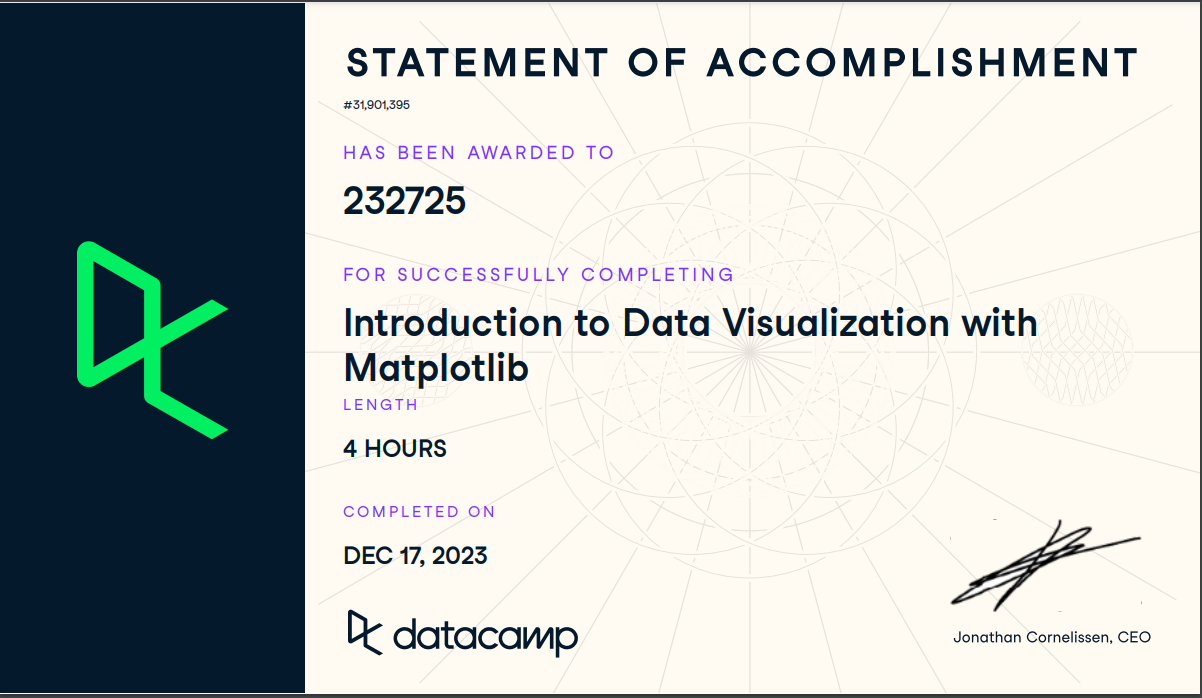 STATEMENT OF ACCOMPLISHMENT
#31,901,395
HAS BEEN AWARDED TO
232725
FOR SUCCESSFULLY COMPLETING
Introduction to Data Visualization with
Matplotlib
LENGTH
4 HOURS
COMPLETED ON
DEC 17, 2023
datacamp
Jonathan Cornelissen, CEO